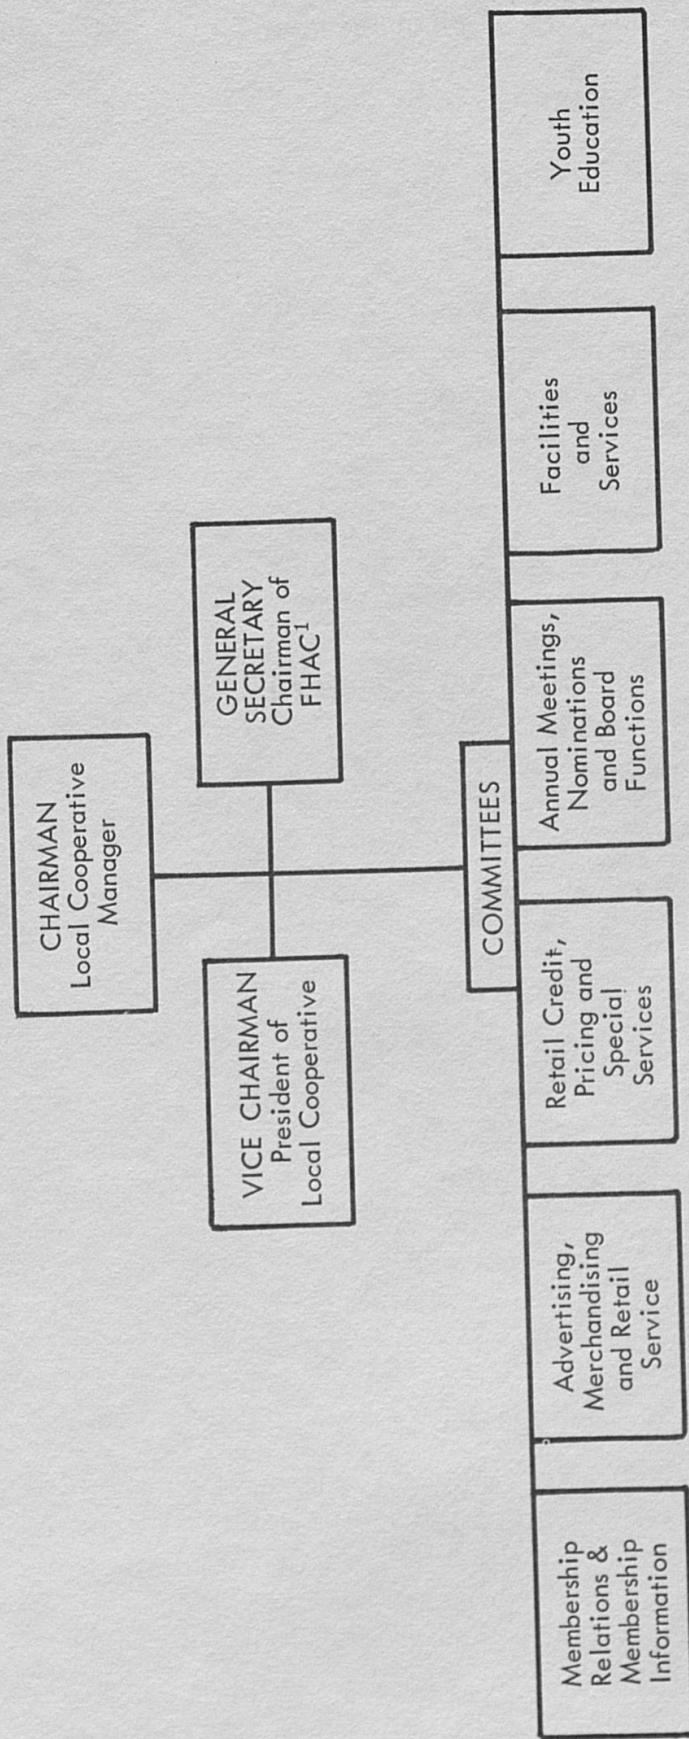 CHAIRMAN
Local Cooperative
Manager
VICE CHAIRMAN
President of
Local Cooperative
GENERAL
SECRETARY
Chairman of
FHAC¹
COMMITTEES
Membership
Relations &
Membership
Information
Advertising,
Merchandising
and Retail
Service
Retail Credit,
Pricing and
Special
Services
Annual Meetings,
Nominations
and Board
Functions
Facilities
and
Services
Youth
Education